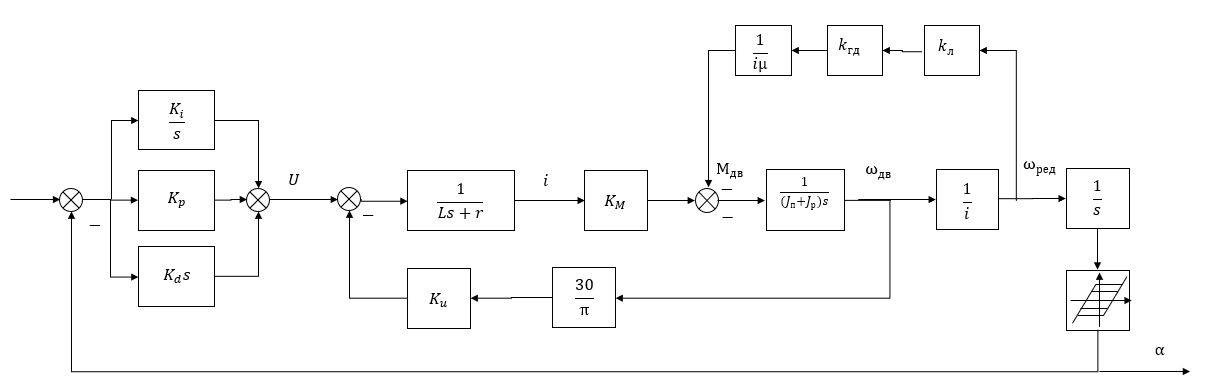 1
iμ
k_гд
k_л
K_i
s
K_p
K_d s
U
1
Ls + r
i
K_M
M_дв
1
(J_п+J_р)s
ω_дв
1
i
ω_ред
1
s
K_u
30
π
α